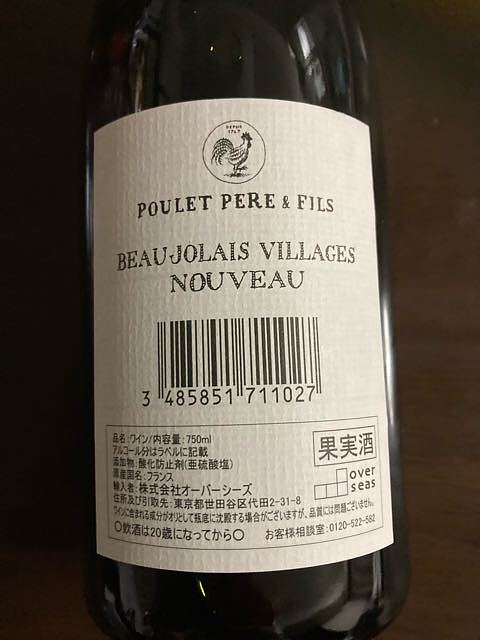 DEPUIS
1747
POULET PERE & FILS
BEAUJOLAIS VILLAGES
NOUVEAU
3 485851 711027
品名:ワイン/内容量:750ml
アルコール分はラベルに記載
添加物:酸化防止剤(亜硫酸塩)
原産国名:フランス
輸入者:株式会社オーバーシーズ
住所及び引取先:東京都世田谷区代田2-31-8
ワインに含まれる成分がオリとして瓶底に沈殿する場合がございますが、品質には問題ございません。
〇飲酒は20歳になってから〇
お客様相談室:0120-522-582
果実酒
over
seas